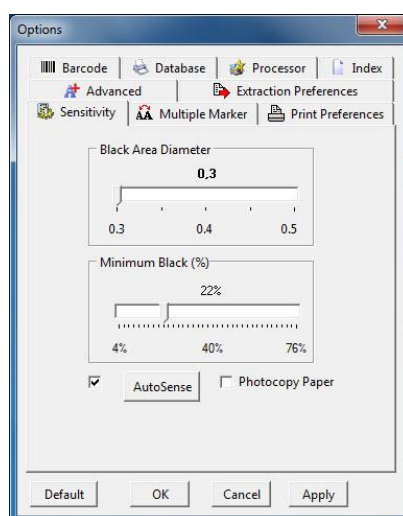 Options
Barcode Database Processor Index
Advanced Extraction Preferences
Sensitivity Multiple Marker Print Preferences
Black Area Diameter
0,3
0.3 0.4 0.5
Minimum Black (%)
22%
4% 40% 76%
AutoSense Photocopy Paper
Default OK Cancel Apply